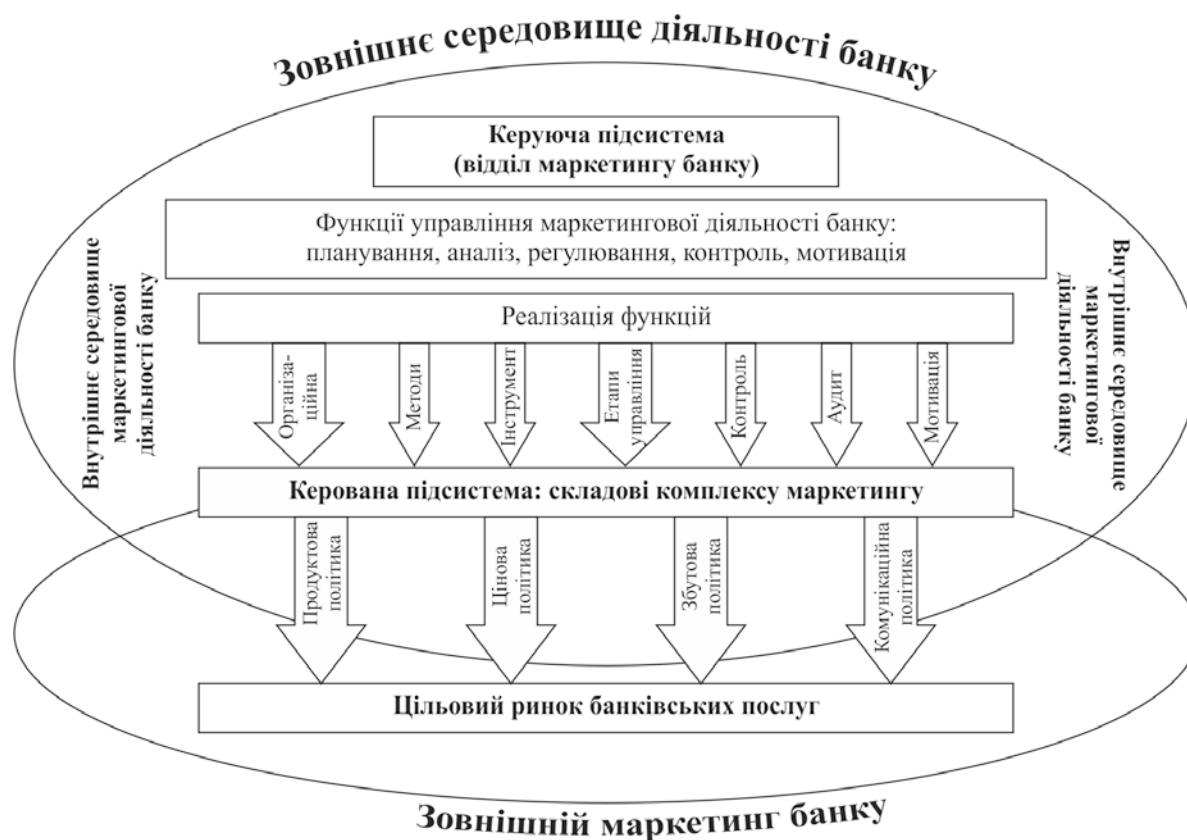 Зовнішнє середовище діяльності банку
Керуюча підсистема
(відділ маркетингу банку)
Функції управління маркетингової діяльності банку:
планування, аналіз, регулювання, контроль, мотивація
Внутрішнє середовище
маркетингової
діяльності банку
Внутрішнє середовище
маркетингової
діяльності банку
Реалізація функцій
Організа-
ційна
Методи
Інструмент
Етапи
управління
Контроль
Аудит
Мотивація
Керована підсистема: складові комплексу маркетингу
Продуктова
політика
Цінова
політика
Збутова
політика
Комунікаційна
політика
Цільовий ринок банківських послуг
Зовнішній маркетинг банку